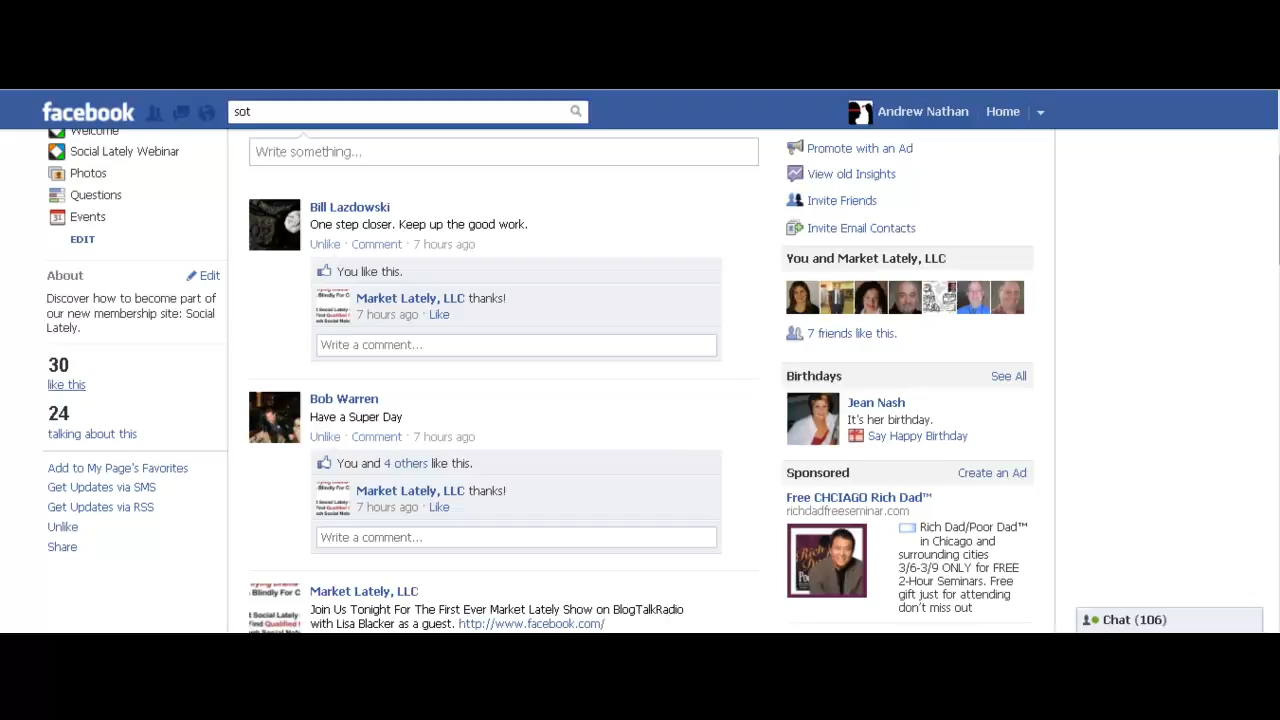 facebook
sot
Andrew Nathan
Home
Welcome
Social Lately Webinar
Photos
Questions
31
Events
EDIT
About
Edit
Discover how to become part of
our new membership site: Social
Lately.
30
like this
24
talking about this
Add to My Page's Favorites
Get Updates via SMS
Get Updates via RSS
Unlike
Share
Write something...
Bill Lazdowski
One step closer. Keep up the good work.
Unlike · Comment · 7 hours ago
You like this.
Blindly For C
Market Lately, LLC thanks!
7 hours ago · Like
Write a comment...
Bob Warren
Have a Super Day
Unlike · Comment · 7 hours ago
You and 4 others like this.
Market Lately, LLC thanks!
7 hours ago · Like
Write a comment...
Blindly For C
Market Lately, LLC
Join Us Tonight For The First Ever Market Lately Show on BlogTalkRadio
with Lisa Blacker as a guest. http://www.facebook.com/
Promote with an Ad
View old Insights
Invite Friends
Invite Email Contacts
You and Market Lately, LLC
7 friends like this.
Birthdays
See All
Jean Nash
It's her birthday.
Say Happy Birthday
Sponsored
Create an Ad
Free CHCIAGO Rich Dad™
richdadfreeseminar.com
Rich Dad/Poor Dad™
in Chicago and
surrounding cities
3/6-3/9 ONLY for FREE
2-Hour Seminars. Free
gift just for attending
don't miss out
Chat (106)